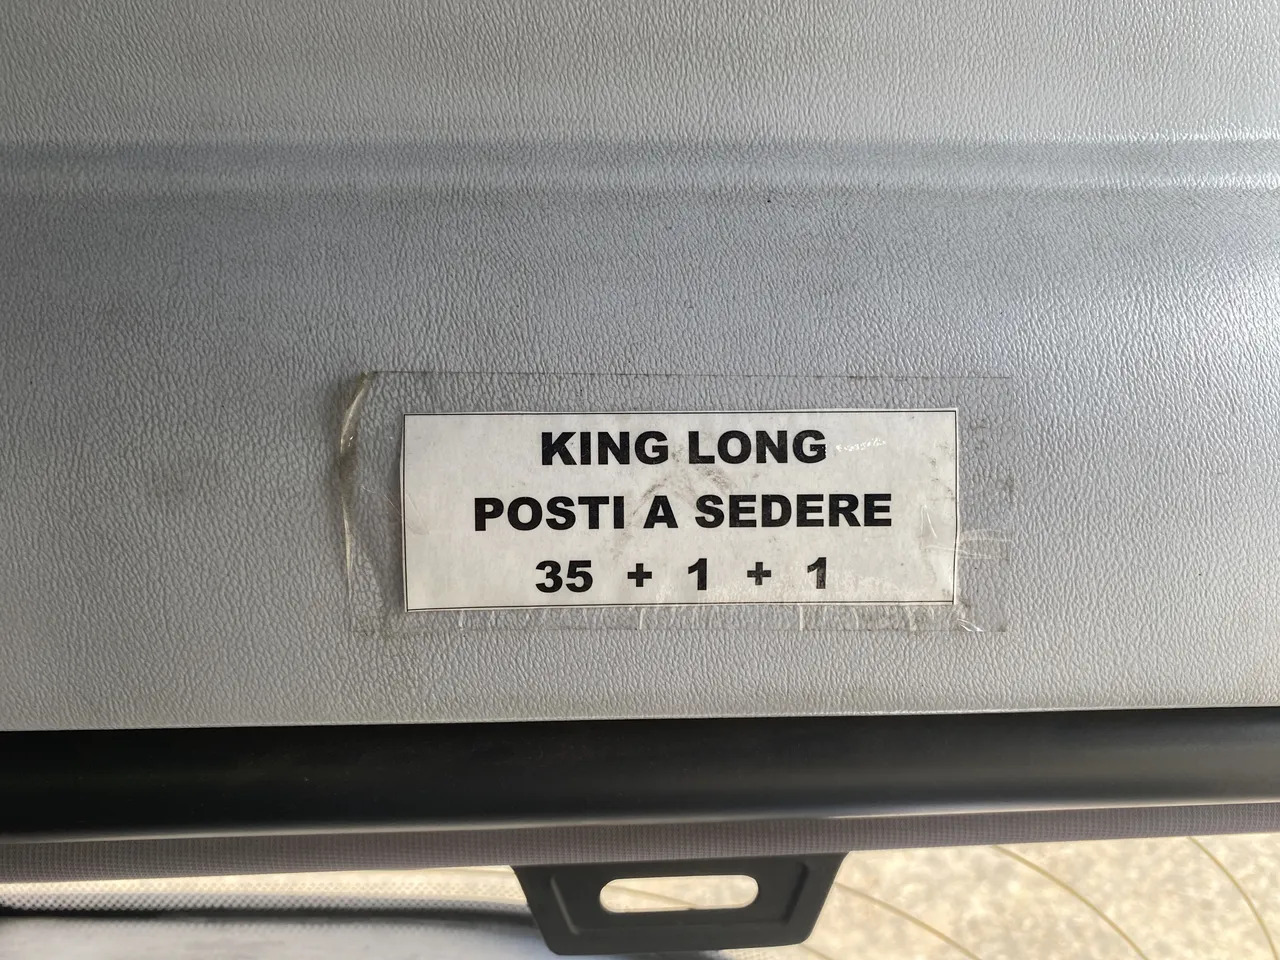 KING LONG
POSTI A SEDERE
35 + 1 + 1